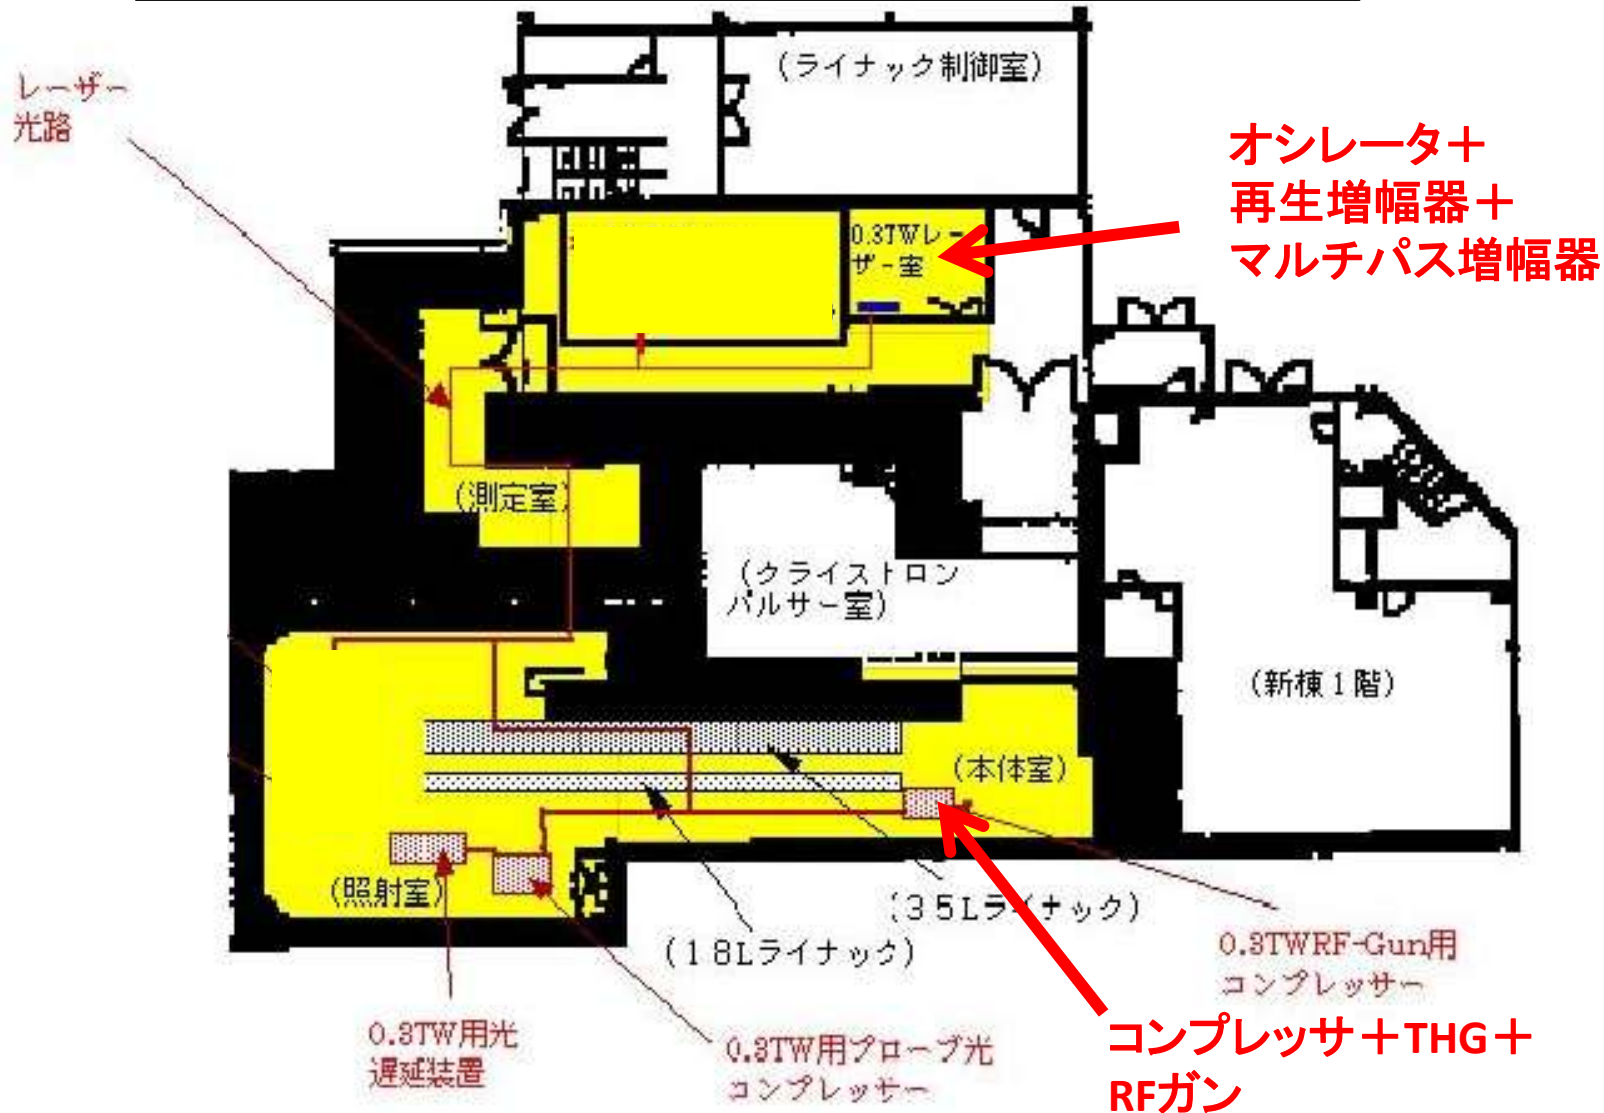 (ライナック制御室)
レーザー
光路
オシレータ+
再生増幅器+
マルチパス増幅器
0.3TWレー
ザー室
(測定室)
(クライストロン
パルサー室)
(新棟1階)
(本体室)
(照射室)
(35Lライナック)
(18Lライナック)
0.3TWRF-Gun用
コンプレッサー
0.3TW用光
遅延装置
0.3TW用プローブ光
コンプレッサー
コンプレッサ+THG+
RFガン